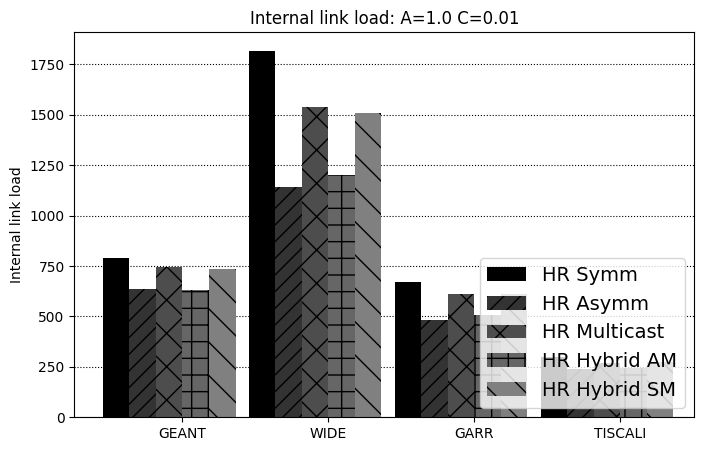 Internal link load: A=1.0 C=0.01
Internal link load
1750
1500
1250
1000
750
500
250
0
HR Symm
HR Asymm
HR Multicast
HR Hybrid AM
HR Hybrid SM
GEANT WIDE GARR TISCALI